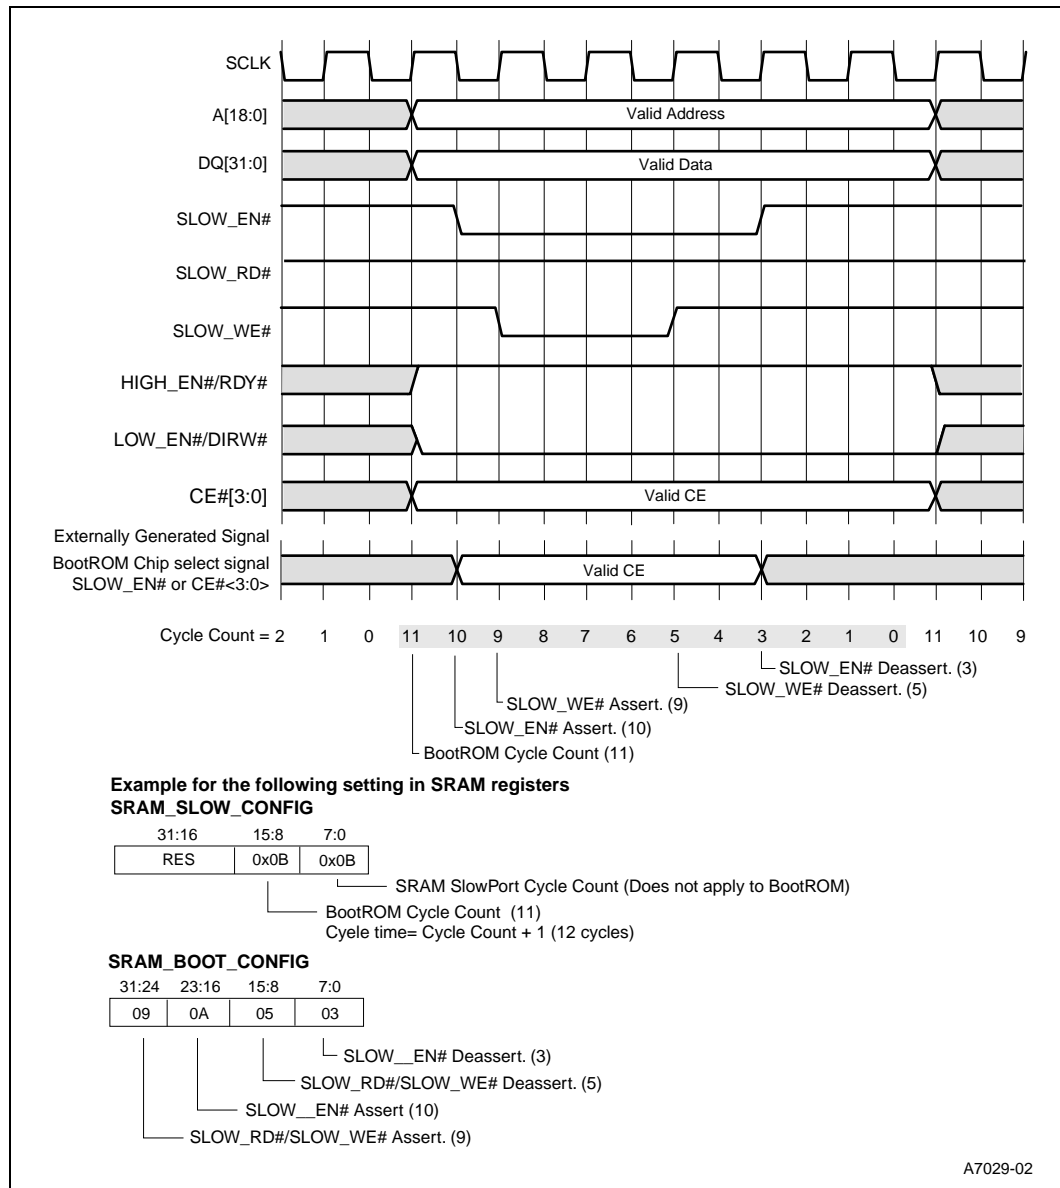 SCLK
A[18:0] Valid Address
DQ[31:0] Valid Data
SLOW_EN#
SLOW_RD#
SLOW_WE#
HIGH_EN#/RDY#
LOW_EN#/DIRW#
CE#[3:0] Valid CE
Externally Generated Signal
BootROM Chip select signal
SLOW_EN# or CE#<3:0> Valid CE
Cycle Count = 2 1 0 11 10 9 8 7 6 5 4 3 2 1 0 11 10 9
SLOW_EN# Deassert. (3)
SLOW_WE# Deassert. (5)
SLOW_WE# Assert. (9)
SLOW_EN# Assert. (10)
BootROM Cycle Count (11)
Example for the following setting in SRAM registers
SRAM_SLOW_CONFIG
31:16 15:8 7:0
RES 0x0B 0x0B
SRAM SlowPort Cycle Count (Does not apply to BootROM)
BootROM Cycle Count (11)
Cyele time= Cycle Count + 1 (12 cycles)
SRAM_BOOT_CONFIG
31:24 23:16 15:8 7:0
09 0A 05 03
SLOW__EN# Deassert. (3)
SLOW_RD#/SLOW_WE# Deassert. (5)
SLOW__EN# Assert (10)
SLOW_RD#/SLOW_WE# Assert. (9)
A7029-02